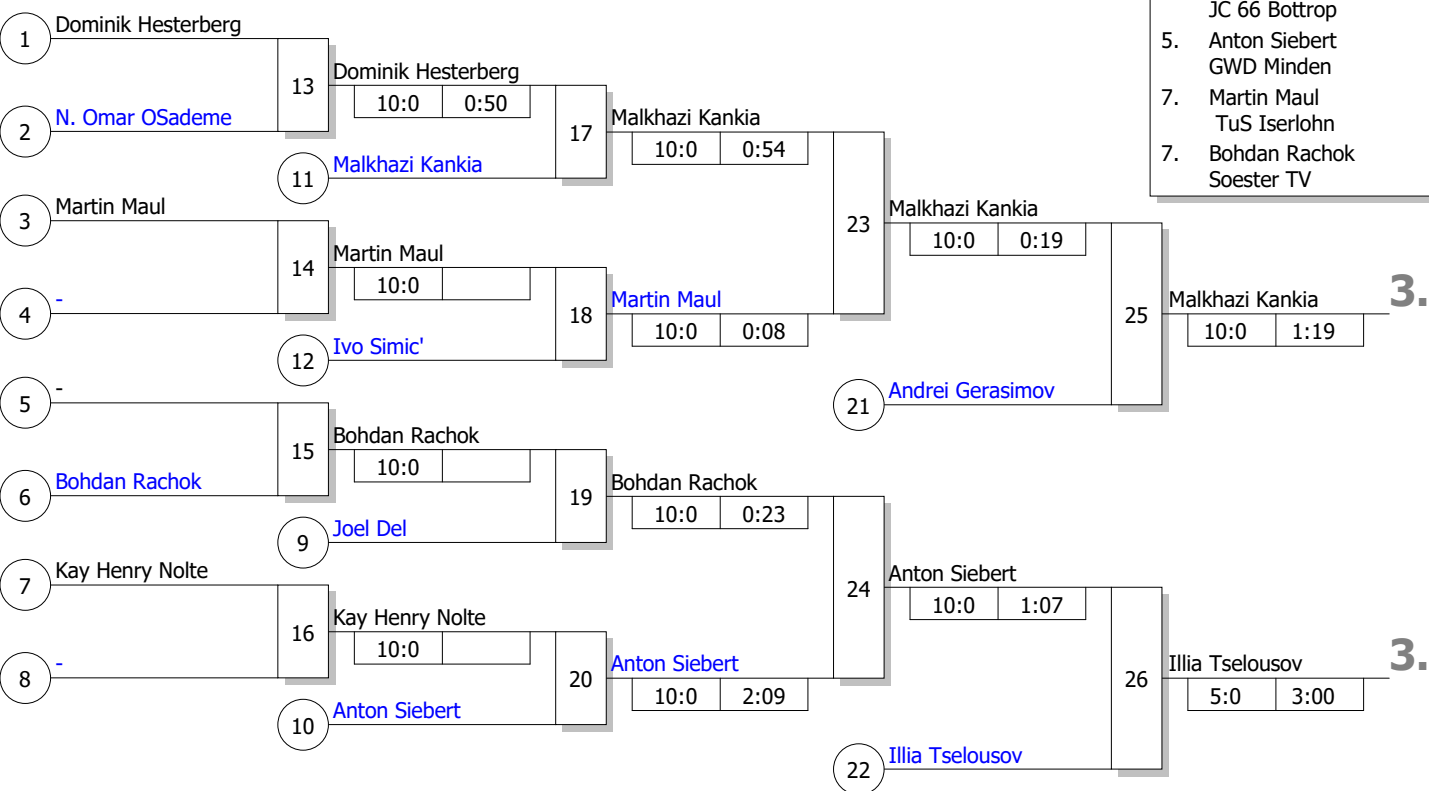 JC 66 Bottrop
5. Anton Siebert
GWD Minden
7. Martin Maul
TuS Iserlohn
7. Bohdan Rachok
Soester TV
1 Dominik Hesterberg
13
Dominik Hesterberg
10:0 0:50
2 N. Omar OSademe
17
Malkhazi Kankia
10:0 0:54
11 Malkhazi Kankia
3 Martin Maul
23
Malkhazi Kankia
10:0 0:19
14
Martin Maul
10:0
4 -
18
Martin Maul
10:0 0:08
12 Ivo Simic'
25
Malkhazi Kankia 3.
10:0 1:19
5 -
21 Andrei Gerasimov
15
Bohdan Rachok
10:0
6 Bohdan Rachok
19
Bohdan Rachok
10:0 0:23
9 Joel Del
7 Kay Henry Nolte
24
Anton Siebert
10:0 1:07
16
Kay Henry Nolte
10:0
8 -
20
Anton Siebert
10:0 2:09
10 Anton Siebert
26
Illia Tselousov 3.
5:0 3:00
22 Illia Tselousov